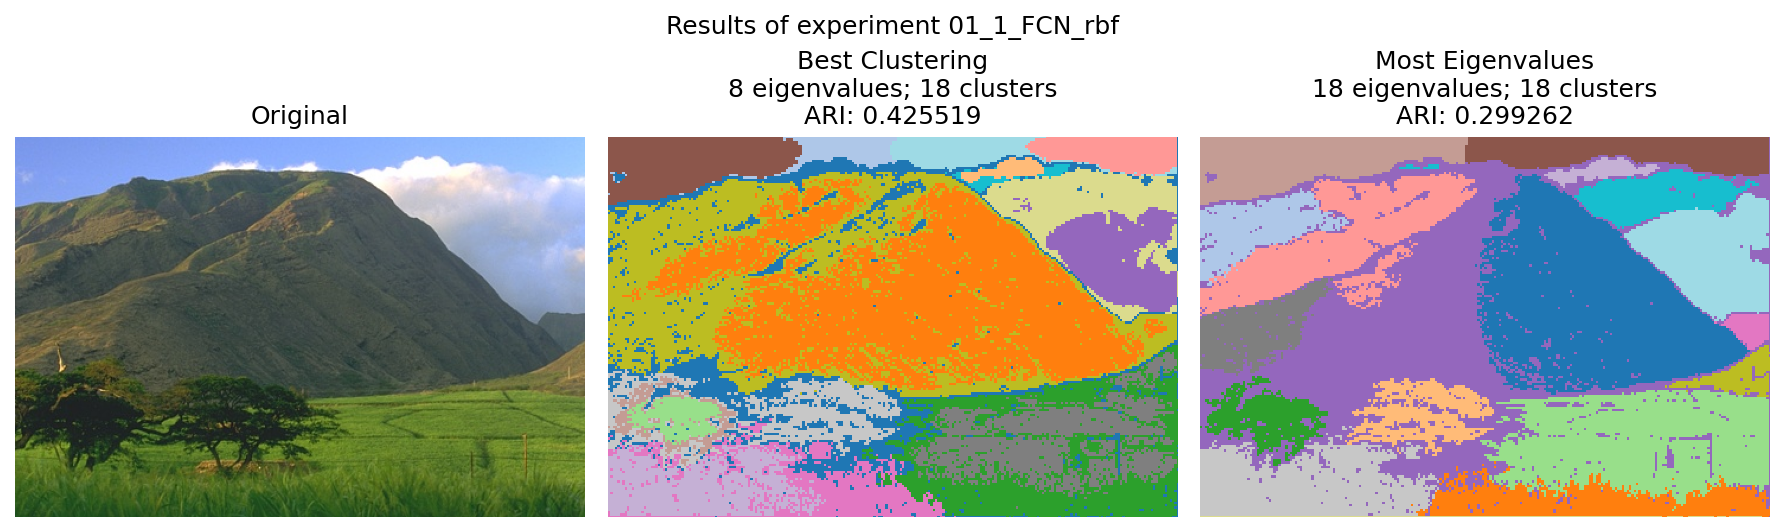 Results of experiment 01_1_FCN_rbf
Original
Best Clustering
8 eigenvalues; 18 clusters
ARI: 0.425519
Most Eigenvalues
18 eigenvalues; 18 clusters
ARI: 0.299262